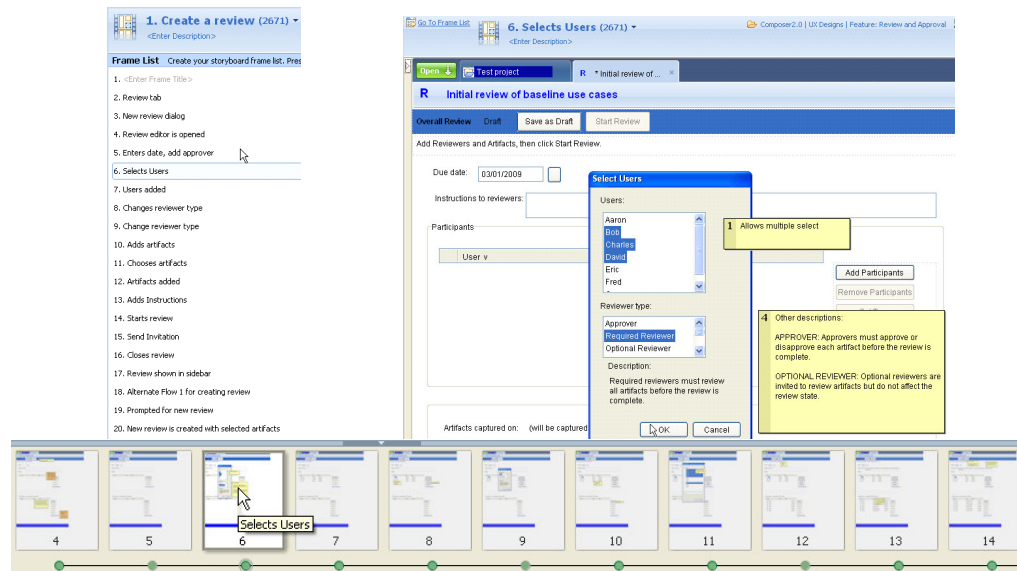 1. Create a review (2671)
<Enter Description>
Frame List Create your storyboard frame list. Pres
1. <Enter Frame Title>
2. Review tab
3. New review dialog
4. Review editor is opened
5. Enters date, add approver
6. Selects Users
7. Users added
8. Changes reviewer type
9. Change reviewer type
10. Adds artifacts
11. Chooses artifacts
12. Artifacts added
13. Adds Instructions
14. Starts review
15. Send Invitation
16. Closes review
17. Review shown in sidebar
18. Alternate Flow 1 for creating review
19. Prompted for new review
20. New review is created with selected artifacts
Go To Frame List
6. Selects Users (2671)
<Enter Description>
Composer2.0 | UX Designs | Feature: Review and Approval
Open
Test project
R * Initial review of ... ×
R Initial review of baseline use cases
Overall Review Draft Save as Draft Start Review
Add Reviewers and Artifacts, then click Start Review.
Due date: 03/01/2009
Instructions to reviewers:
Participants
User v
Add Participants
Remove Participants
Select Users
Users:
Aaron
Bob
Charles
David
Eric
Fred
Reviewer type:
Approver
Required Reviewer
Optional Reviewer
Description:
Required reviewers must review
all artifacts before the review is
complete.
OK Cancel
1 Allows multiple select
4 Other descriptions:
APPROVER: Approvers must approve or
disapprove each artifact before the review is
complete.
OPTIONAL REVIEWER: Optional reviewers are
invited to review artifacts but do not affect the
review state.
Artifacts captured on: (will be captured
Selects Users
4 5 6 7 8 9 10 11 12 13 14